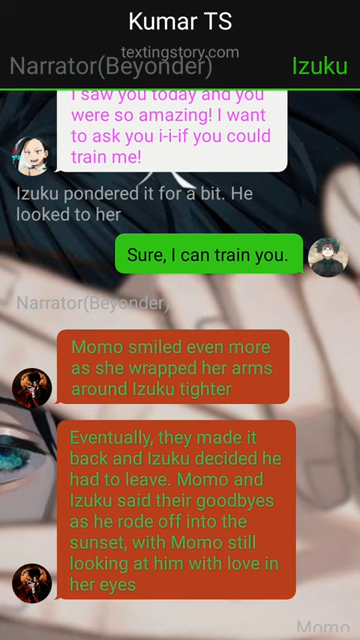 Kumar TS
textingstory.com
Narrator(Beyonder)
Izuku
I saw you today and you
were so amazing! I want
to ask you i-i-if you could
train me!
Izuku pondered it for a bit. He
looked to her
Sure, I can train you.
Narrator(Beyonder)
Momo smiled even more
as she wrapped her arms
around Izuku tighter
Eventually, they made it
back and Izuku decided he
had to leave. Momo and
Izuku said their goodbyes
as he rode off into the
sunset, with Momo still
looking at him with love in
her eyes
Momo